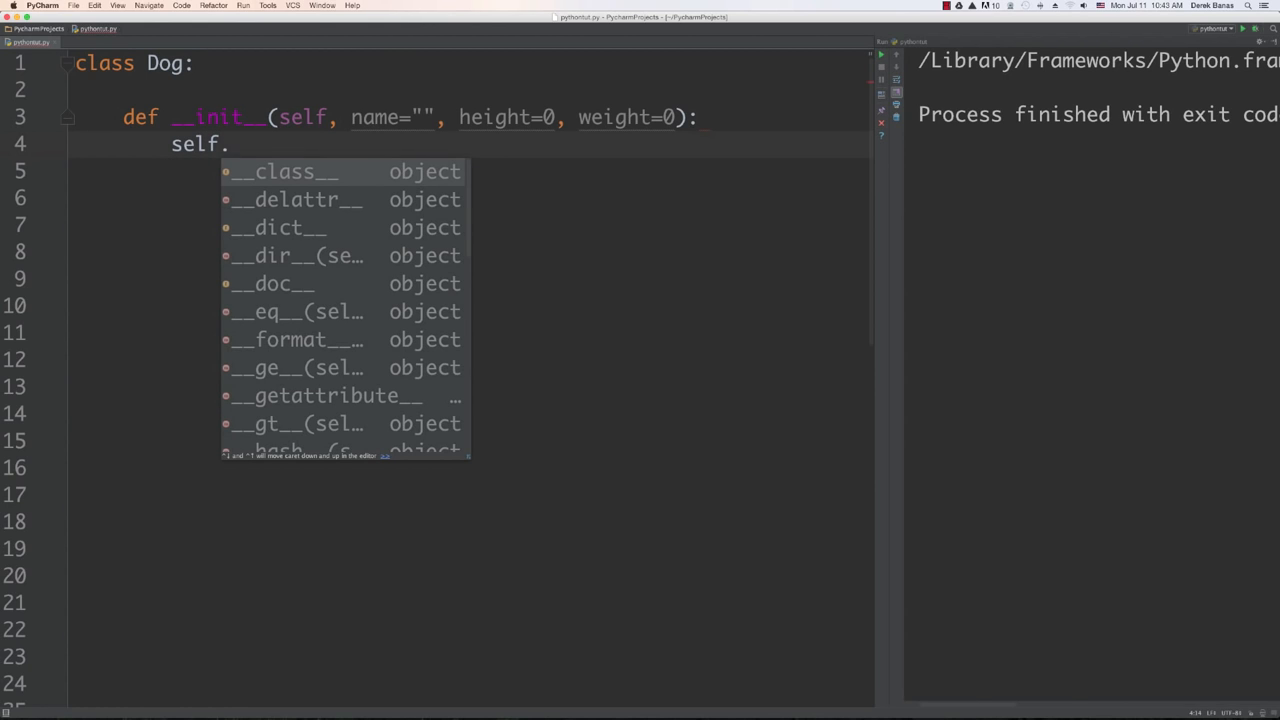 PyCharm File Edit View Navigate Code Refactor Run Tools VCS Window Help 10 Mon Jul 11 10:43 AM Derek Banas
pythontut.py - PycharmProjects - [~/PycharmProjects]
PycharmProjects pythontut.py pythontut
pythontut.py Run pythontut
1 class Dog:
2
3 def __init__(self, name="", height=0, weight=0):
4 self.
5
6
7
8
9
10
11
12
13
14
15
16
17
18
19
20
21
22
23
24
25
__class__ object
__delattr__ object
__dict__ object
__dir__(se… object
__doc__ object
__eq__(sel… object
__format__… object
__ge__(sel… object
__getattribute__ …
__gt__(sel… object
__hash__(s… object
^↓ and ^↑ will move caret down and up in the editor >>
/Library/Frameworks/Python.fra
Process finished with exit cod
4:14 LF÷ UTF-8÷